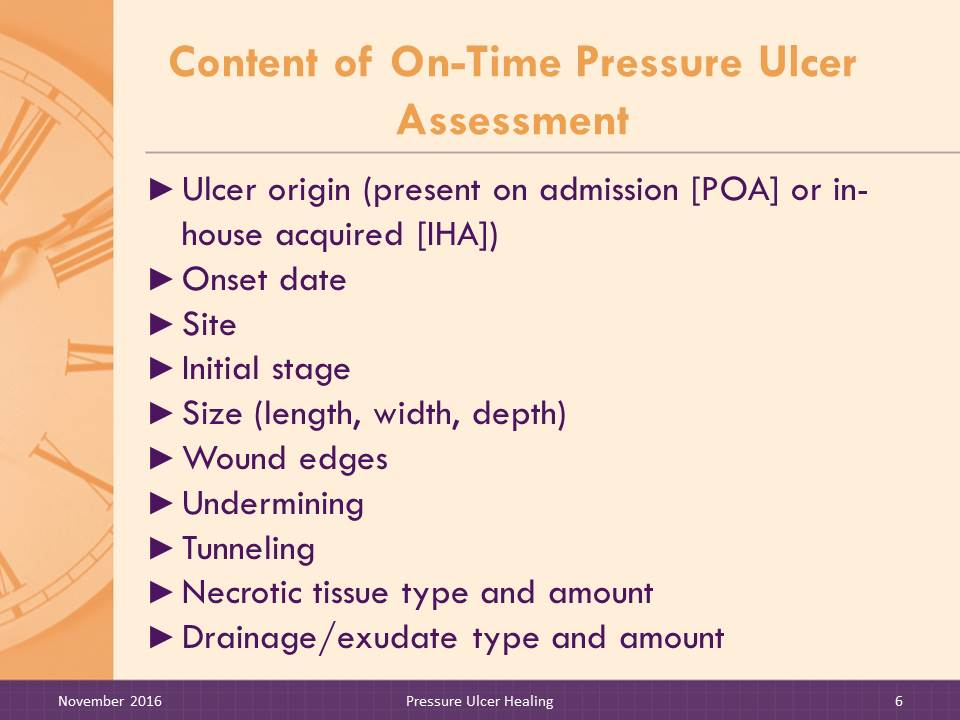 Content of On-Time Pressure Ulcer
Assessment
► Ulcer origin (present on admission [POA] or in-
house acquired [IHA])
► Onset date
► Site
► Initial stage
► Size (length, width, depth)
► Wound edges
► Undermining
► Tunneling
► Necrotic tissue type and amount
► Drainage/exudate type and amount
November 2016 Pressure Ulcer Healing 6